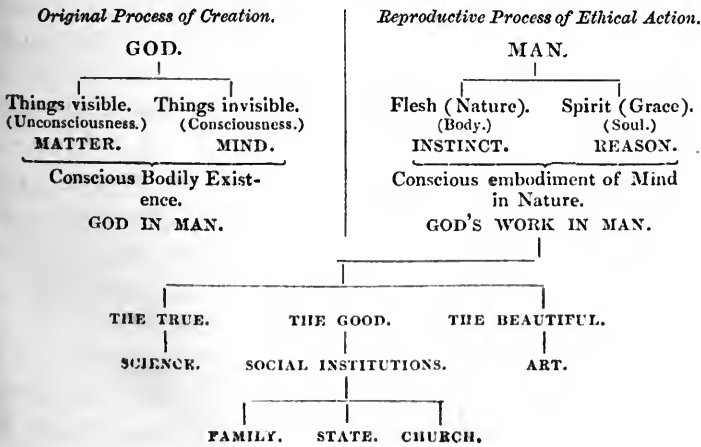 Original Process of Creation.
GOD.
Things visible. Things invisible.
(Unconsciousness.) (Consciousness.)
MATTER. MIND.
Conscious Bodily Exist-
ence.
GOD IN MAN.
Reproductive Process of Ethical Action.
MAN.
Flesh (Nature). Spirit (Grace).
(Body.) (Soul.)
INSTINCT. REASON.
Conscious embodiment of Mind
in Nature.
GOD'S WORK IN MAN.
THE TRUE. THE GOOD. THE BEAUTIFUL.
SCIENCE. SOCIAL INSTITUTIONS. ART.
FAMILY. STATE. CHURCH.